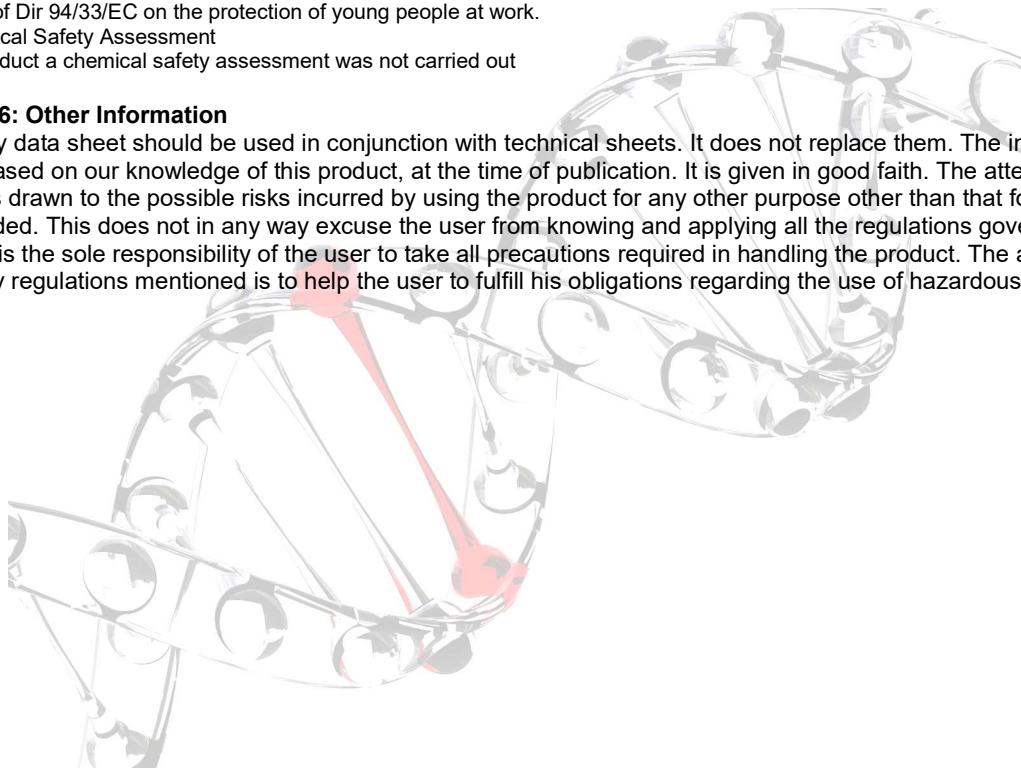 of Dir 94/33/EC on the protection of young people at work.
cal Safety Assessment
duct a chemical safety assessment was not carried out
6: Other Information
y data sheet should be used in conjunction with technical sheets. It does not replace them. The in
ased on our knowledge of this product, at the time of publication. It is given in good faith. The atte
s drawn to the possible risks incurred by using the product for any other purpose other than that fo
ded. This does not in any way excuse the user from knowing and applying all the regulations gove
is the sole responsibility of the user to take all precautions required in handling the product. The a
y regulations mentioned is to help the user to fulfill his obligations regarding the use of hazardous